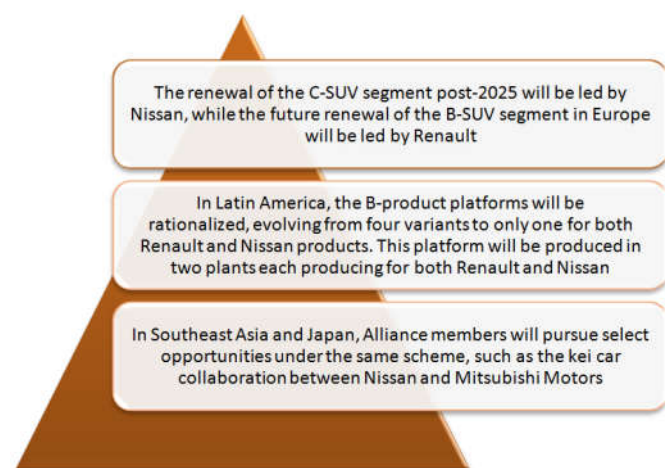 The renewal of the C-SUV segment post-2025 will be led by
Nissan, while the future renewal of the B-SUV segment in Europe
will be led by Renault
In Latin America, the B-product platforms will be
rationalized, evolving from four variants to only one for both
Renault and Nissan products. This platform will be produced in
two plants each producing for both Renault and Nissan
In Southeast Asia and Japan, Alliance members will pursue select
opportunities under the same scheme, such as the kei car
collaboration between Nissan and Mitsubishi Motors